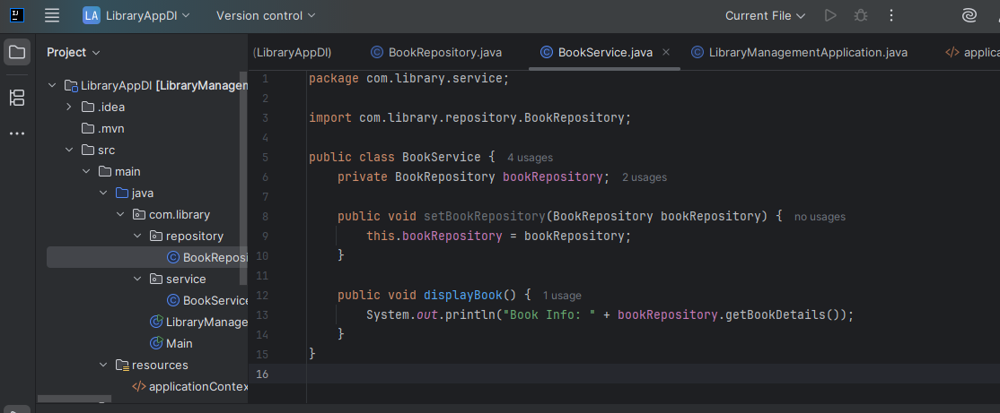 LA LibraryAppDI Version control Current File
Project
(LibraryAppDI) BookRepository.java BookService.java LibraryManagementApplication.java applica
LibraryAppDI [LibraryManagem
.idea
.mvn
src
main
java
com.library
repository
BookReposi
service
BookService
LibraryManage
Main
resources
applicationContex
1 package com.library.service;
2
3 import com.library.repository.BookRepository;
4
5 public class BookService { 4 usages
6 private BookRepository bookRepository; 2 usages
7
8 public void setBookRepository(BookRepository bookRepository) { no usages
9 this.bookRepository = bookRepository;
10 }
11
12 public void displayBook() { 1 usage
13 System.out.println("Book Info: " + bookRepository.getBookDetails());
14 }
15 }
16